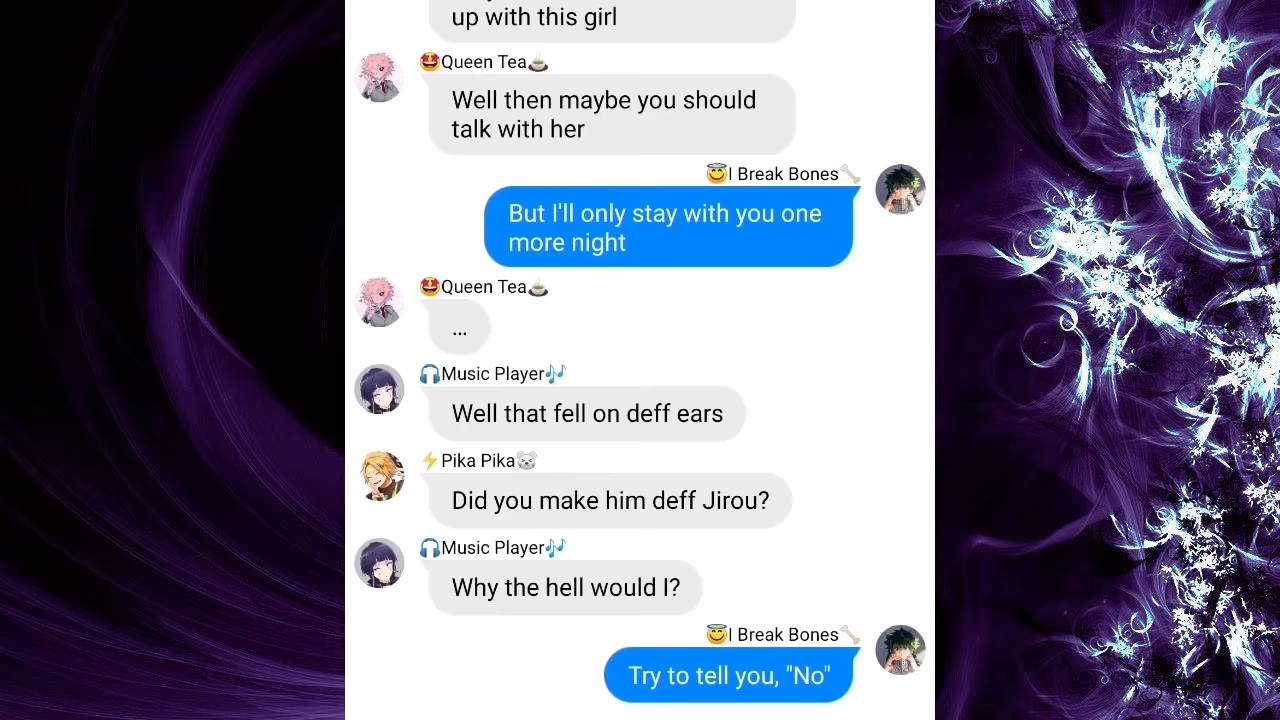 up with this girl
🤩Queen Tea☕
Well then maybe you should
talk with her
😇I Break Bones🦴
But I'll only stay with you one
more night
🤩Queen Tea☕
...
🎧Music Player🎶
Well that fell on deff ears
⚡Pika Pika🐭
Did you make him deff Jirou?
🎧Music Player🎶
Why the hell would I?
😇I Break Bones🦴
Try to tell you, "No"